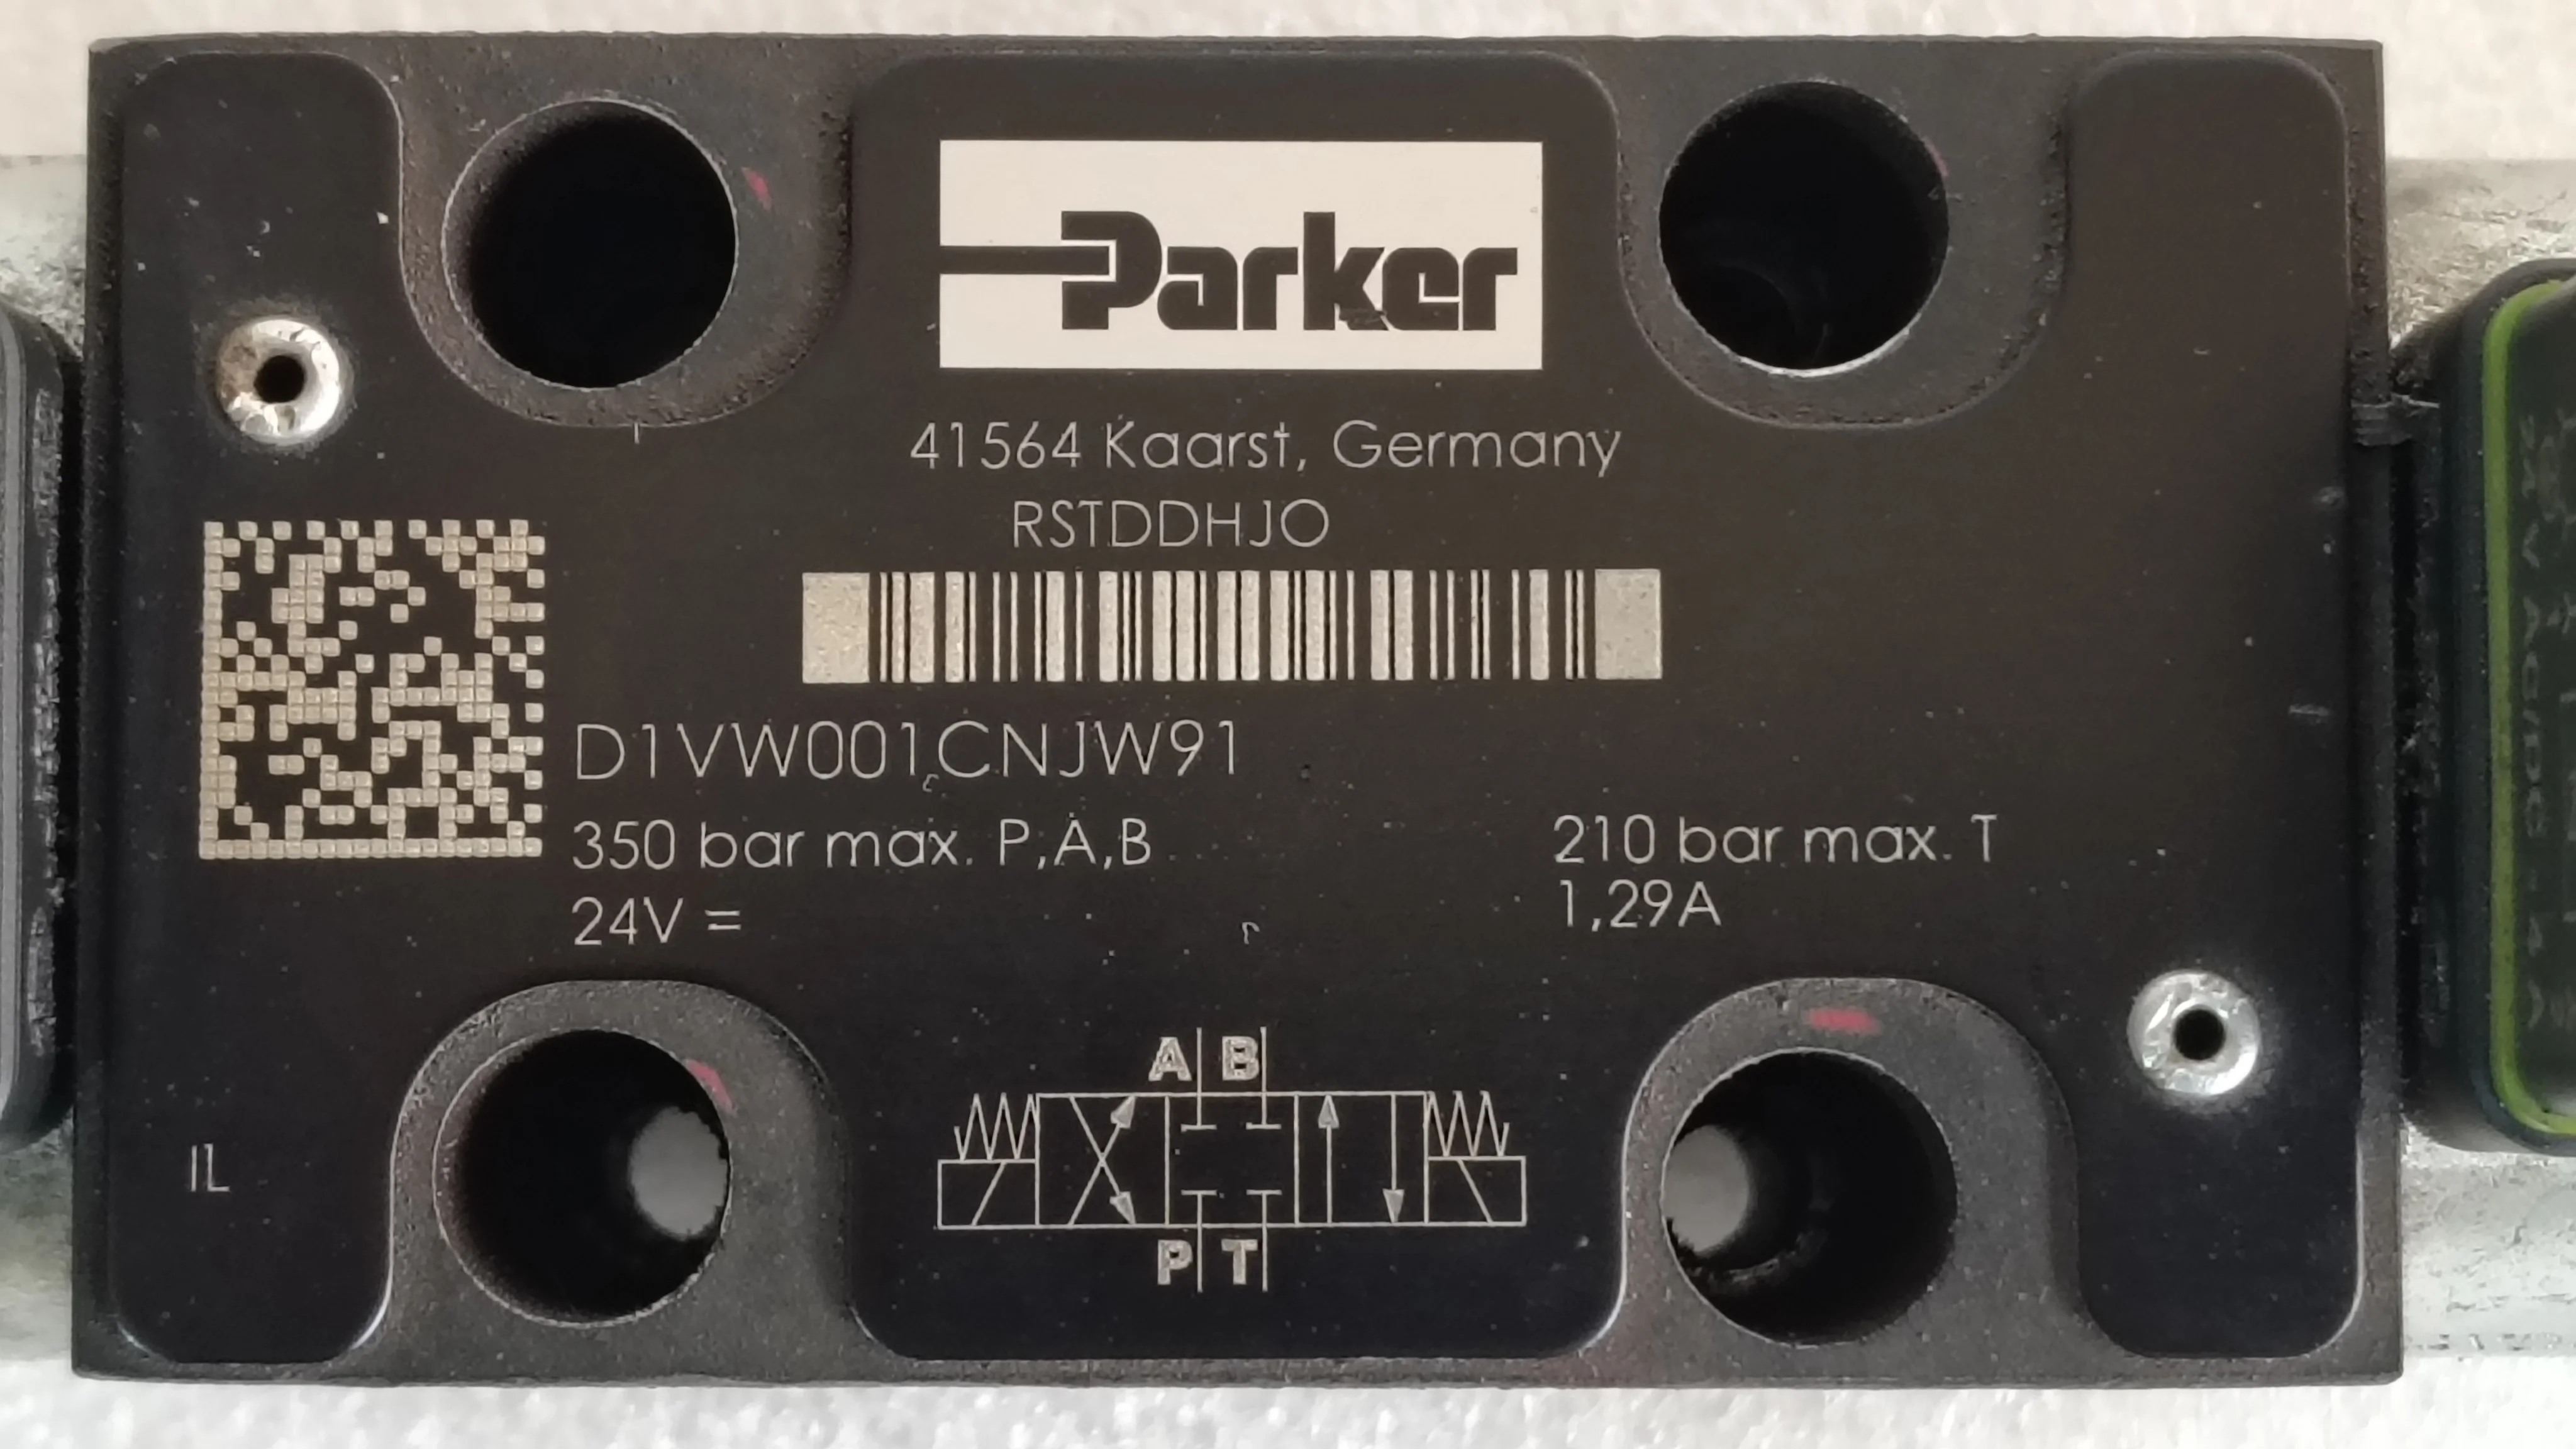 Parker
41564 Kaarst, Germany
RSTDDHJO
D1VW001CNJW91
350 bar max. P,A,B
210 bar max. T
24V =
1,29A
A B
P T
IL